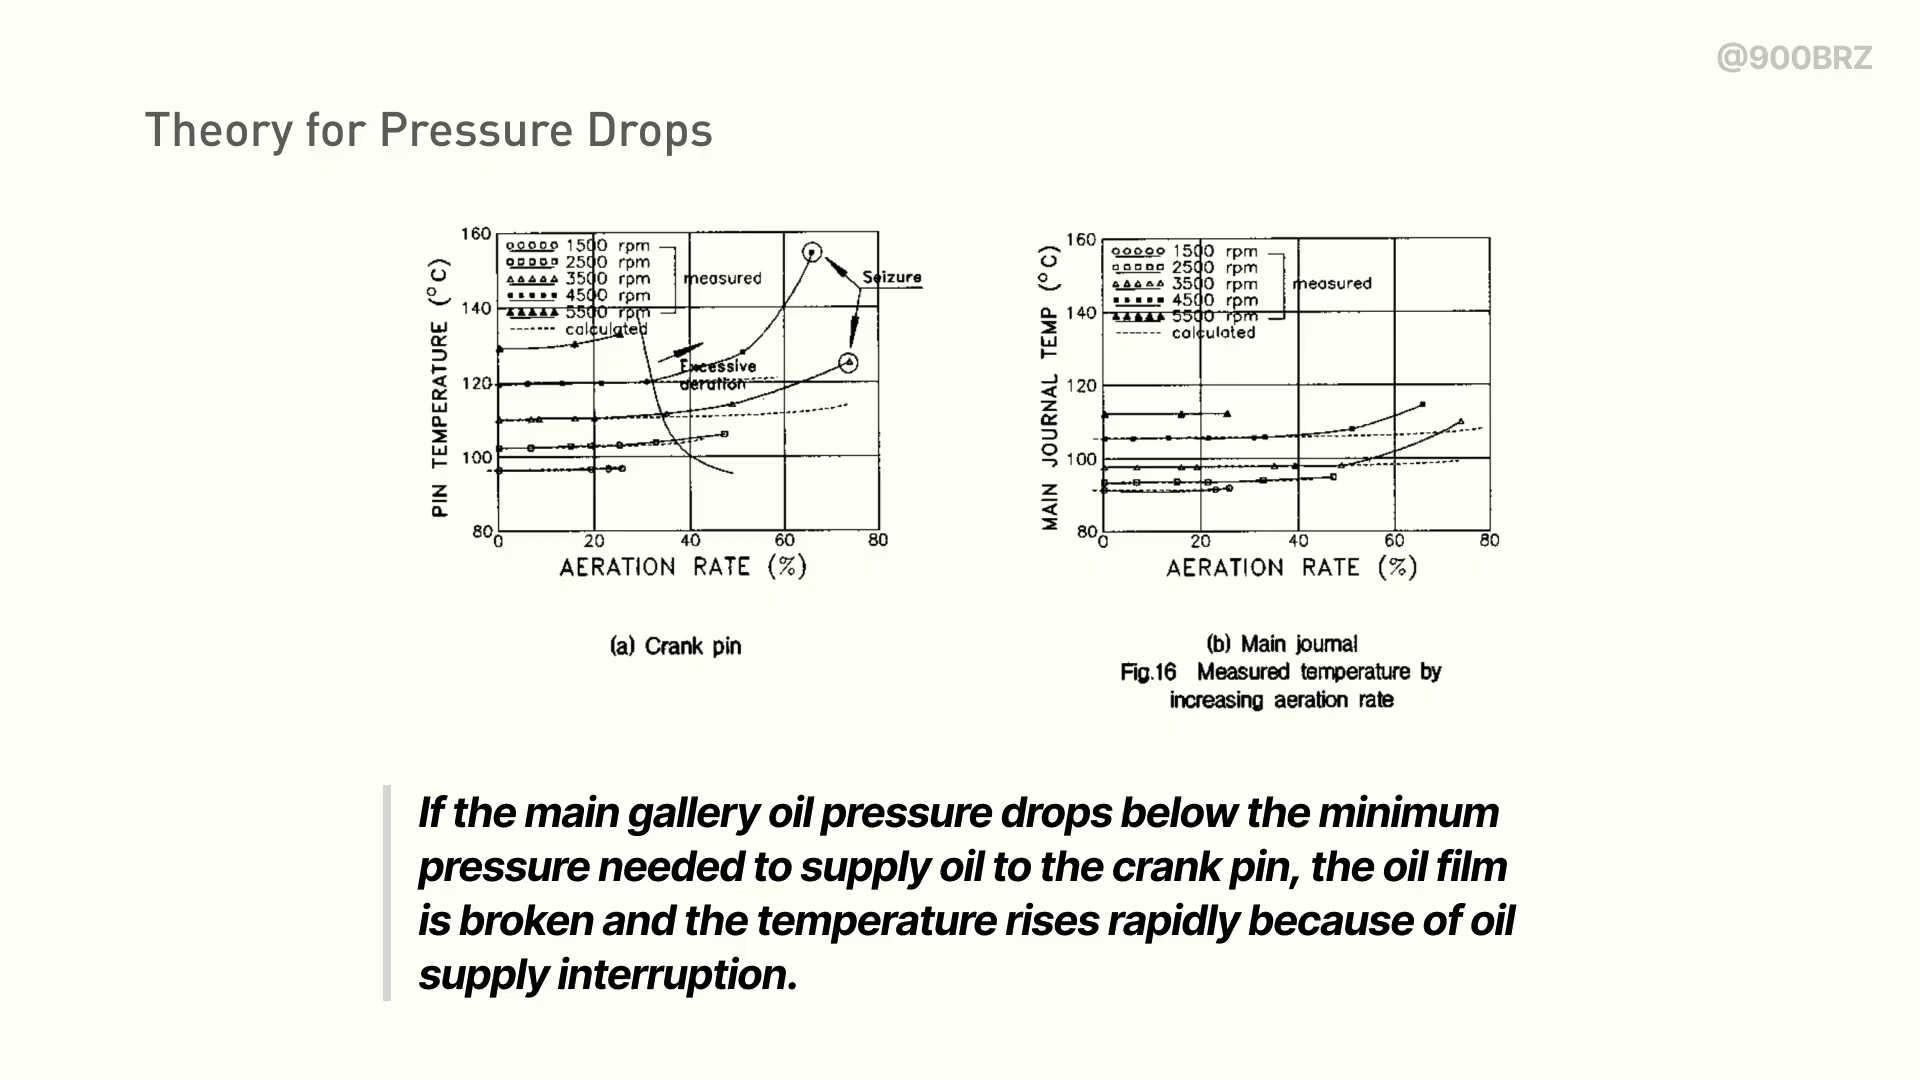 @900BRZ
Theory for Pressure Drops
160
140
120
100
80
PIN TEMPERATURE (°C)
1500 rpm
2500 rpm
3500 rpm
4500 rpm
5500 rpm
calculated
measured
Seizure
Excessive
aeration
0 20 40 60 80
AERATION RATE (%)
(a) Crank pin
160
140
120
100
80
MAIN JOURNAL TEMP (°C)
1500 rpm
2500 rpm
3500 rpm
4500 rpm
5500 rpm
calculated
measured
0 20 40 60 80
AERATION RATE (%)
(b) Main journal
Fig.16 Measured temperature by
increasing aeration rate
If the main gallery oil pressure drops below the minimum
pressure needed to supply oil to the crank pin, the oil film
is broken and the temperature rises rapidly because of oil
supply interruption.